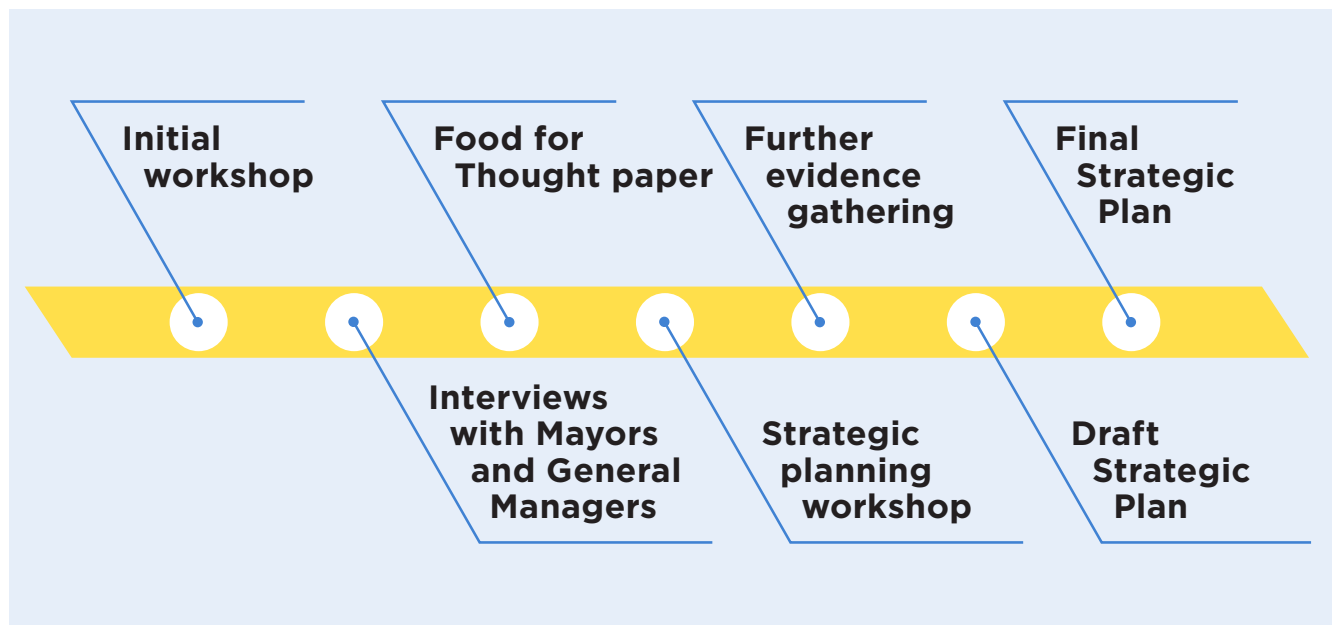 Initial
workshop
Interviews
with Mayors
and General
Managers
Food for
Thought paper
Strategic
planning
workshop
Further
evidence
gathering
Draft
Strategic
Plan
Final
Strategic
Plan